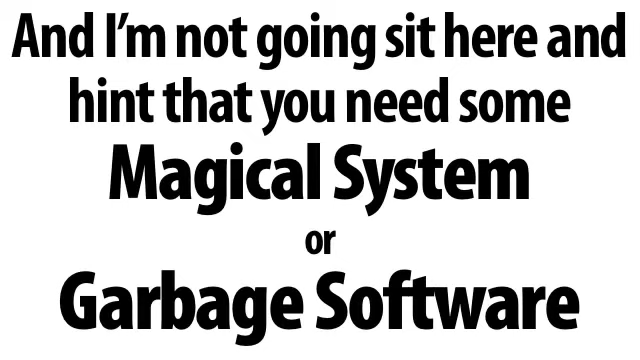 And I’m not going sit here and
hint that you need some
Magical System
or
Garbage Software